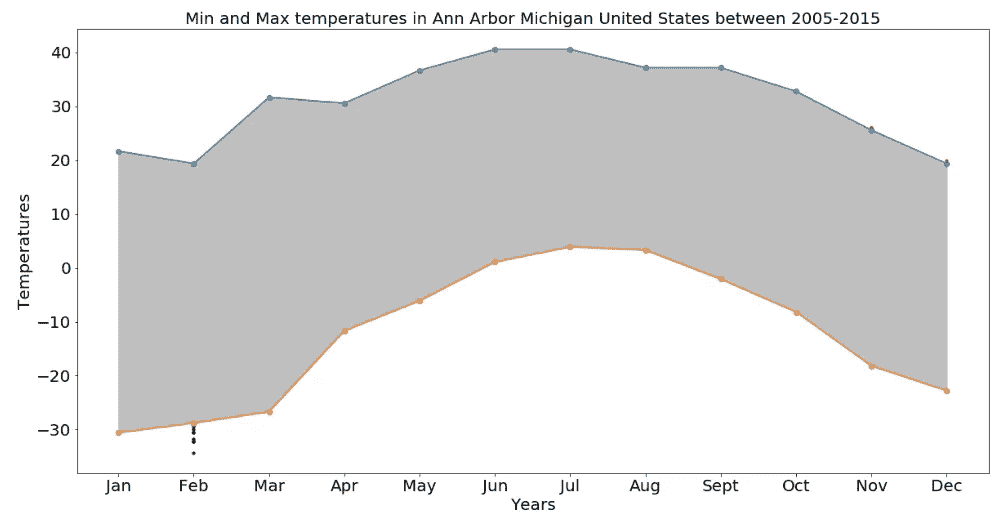 Min and Max temperatures in Ann Arbor Michigan United States between 2005-2015
Temperatures
40
30
20
10
0
−10
−20
−30
Jan Feb Mar Apr May Jun Jul Aug Sept Oct Nov Dec
Years